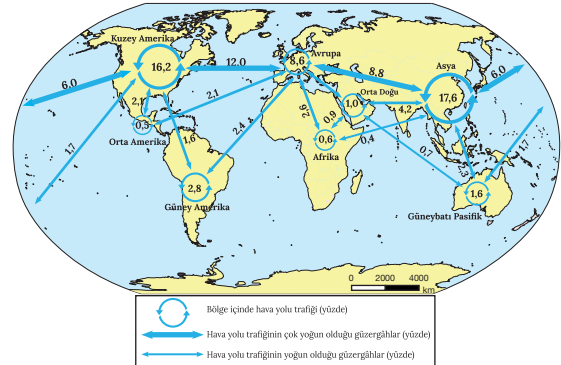 Kuzey Amerika
16,2
12.0
Avrupa
8,6
8,8
Asya
17,6
6.0
6.0
Orta Doğu
1,0
4,2
2,1
0,3
Orta Amerika
2,1
2,4
2,6
0,9
0,6
Afrika
0,4
0,7
1,7
1,6
2,8
Güney Amerika
1,7
1,6
Güneybatı Pasifik
0 2000 4000
km
Bölge içinde hava yolu trafiği (yüzde)
Hava yolu trafiğinin çok yoğun olduğu güzergâhlar (yüzde)
Hava yolu trafiğinin yoğun olduğu güzergâhlar (yüzde)